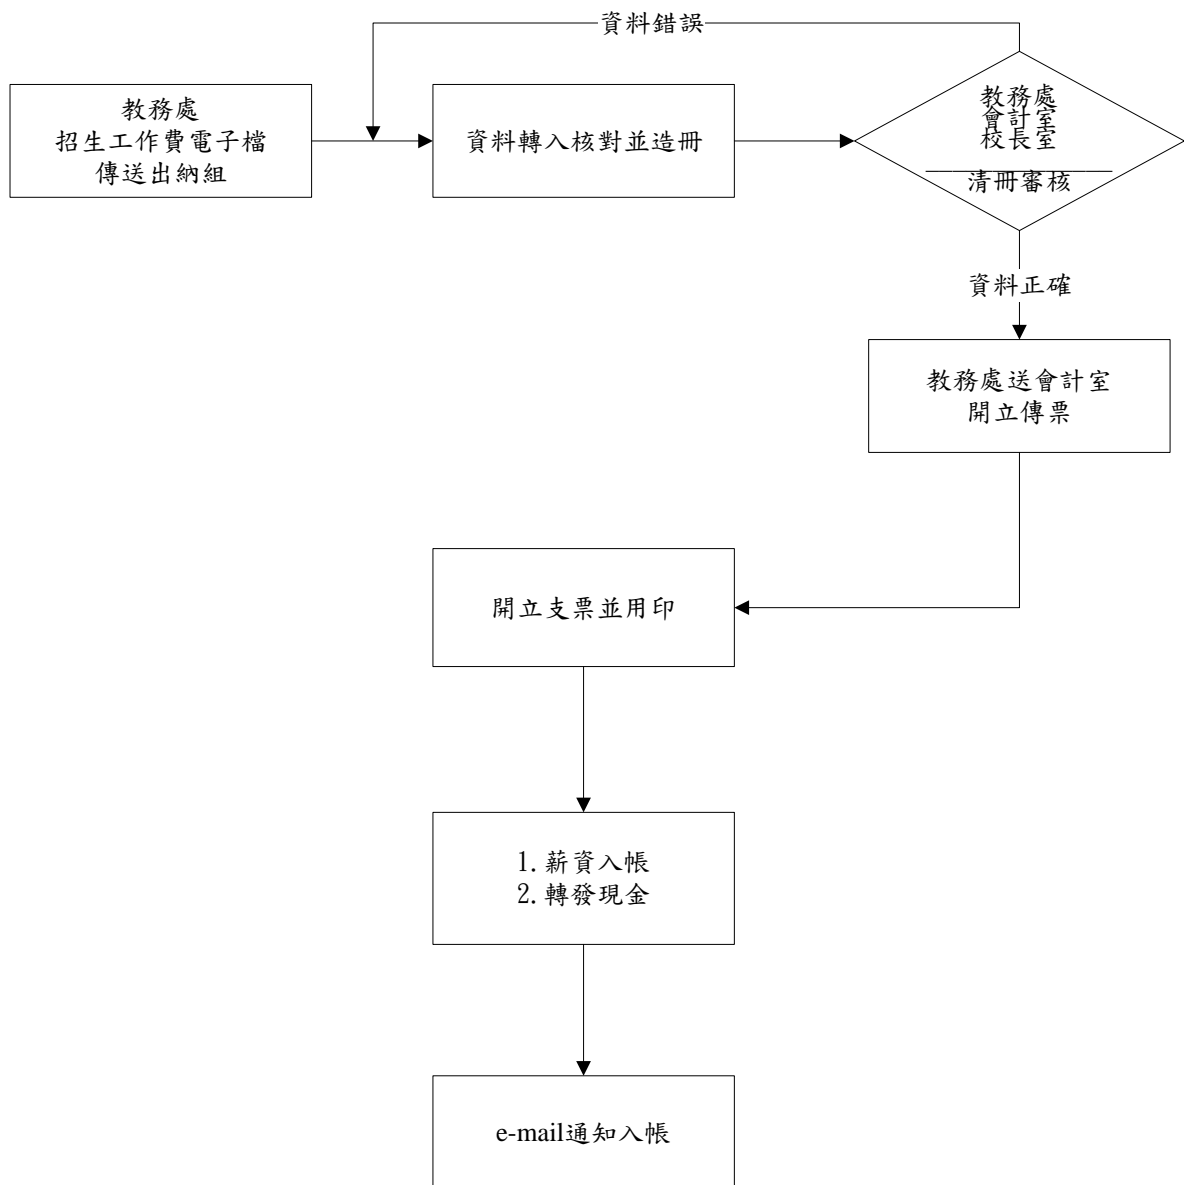 資料錯誤
教務處
招生工作費電子檔
傳送出納組
資料轉入核對並造冊
教務處
會計室
校長室
清冊審核
資料正確
教務處送會計室
開立傳票
開立支票並用印
1. 薪資入帳
2. 轉發現金
e-mail通知入帳